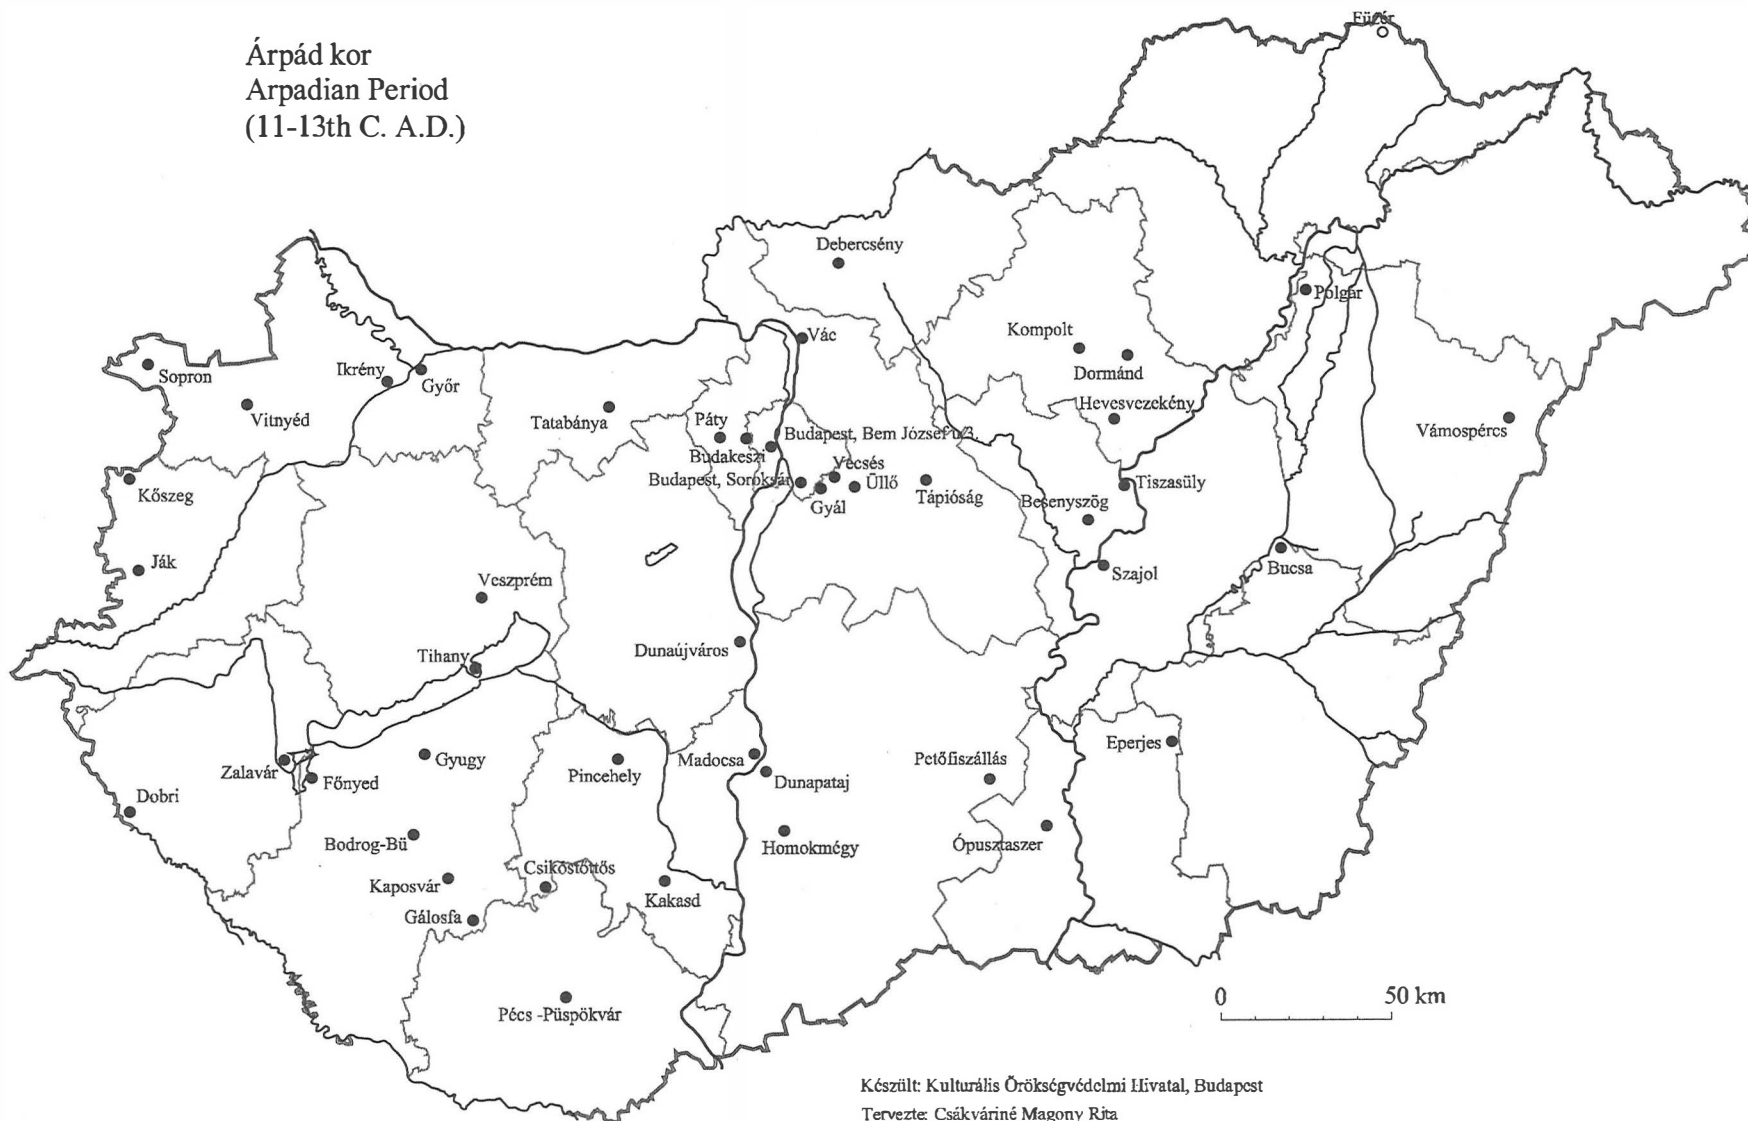 Árpád kor
Arpadian Period
(11-13th C. A.D.)
Füzér
Debercsény
Polgár
Vác
Kompolt
Dormánd
Sopron
Ikrény
Győr
Vitnyéd
Tatabánya
Páty
Hevesvezekény
Vámospércs
Budapest, Bem József u/3.
Budakeszi
Vecsés
Budapest, Soroksár
Üllő
Gyál
Tápióság
Tiszasüly
Kőszeg
Besenyszög
Ják
Szajol
Bucsa
Veszprém
Tihany
Dunaújváros
Eperjes
Zalavár
Főnyed
Gyugy
Pincehely
Madocsa
Dunapataj
Petőfiszállás
Dobri
Bodrog-Bü
Homokmégy
Ópusztaszer
Csikóstőttős
Kaposvár
Kakasd
Gálosfa
Pécs -Püspökvár
0 50 km
Készült: Kulturális Örökségvédelmi Hivatal, Budapest
Tervezte: Csákváriné Magony Rita